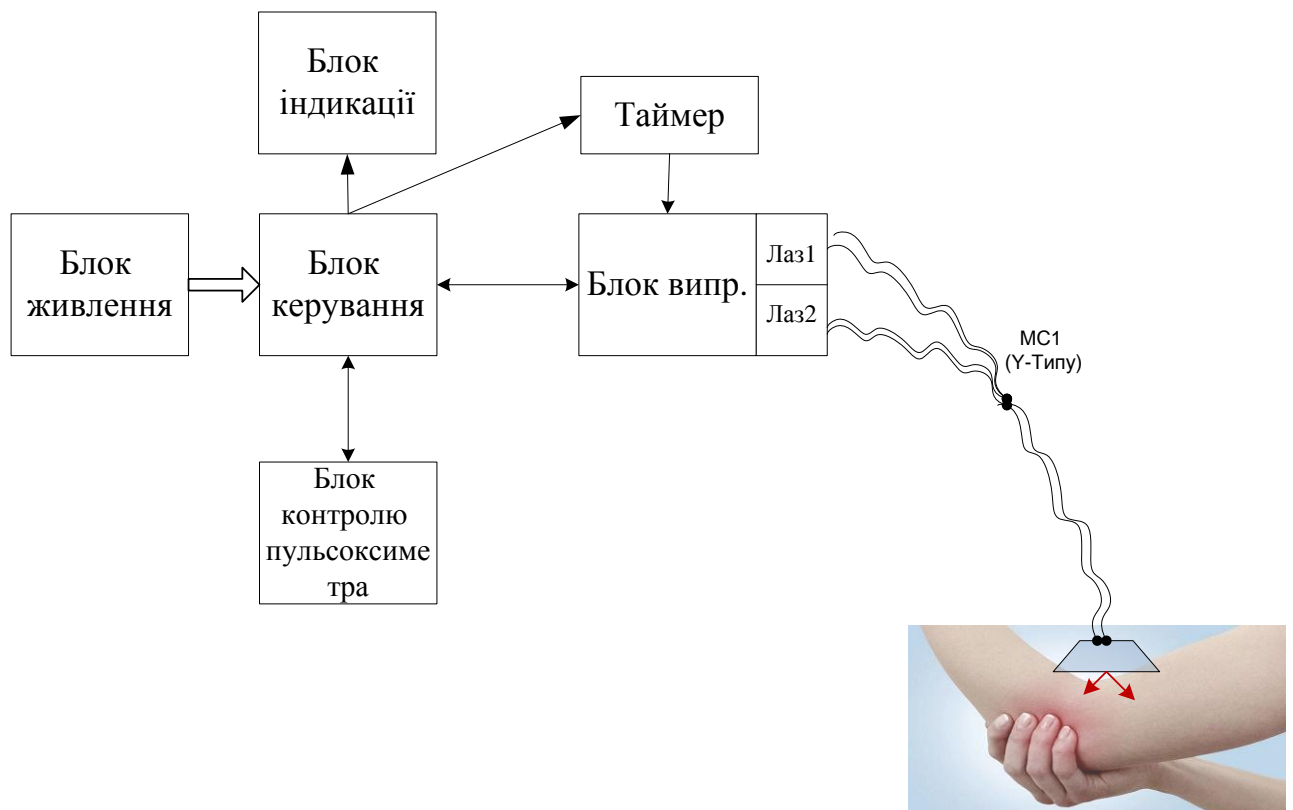 Блок
індикації
Таймер
Блок
живлення
Блок
керування
Блок випр.
Лаз1
Лаз2
МС1
(Y-Типу)
Блок
контролю
пульсоксиме
тра